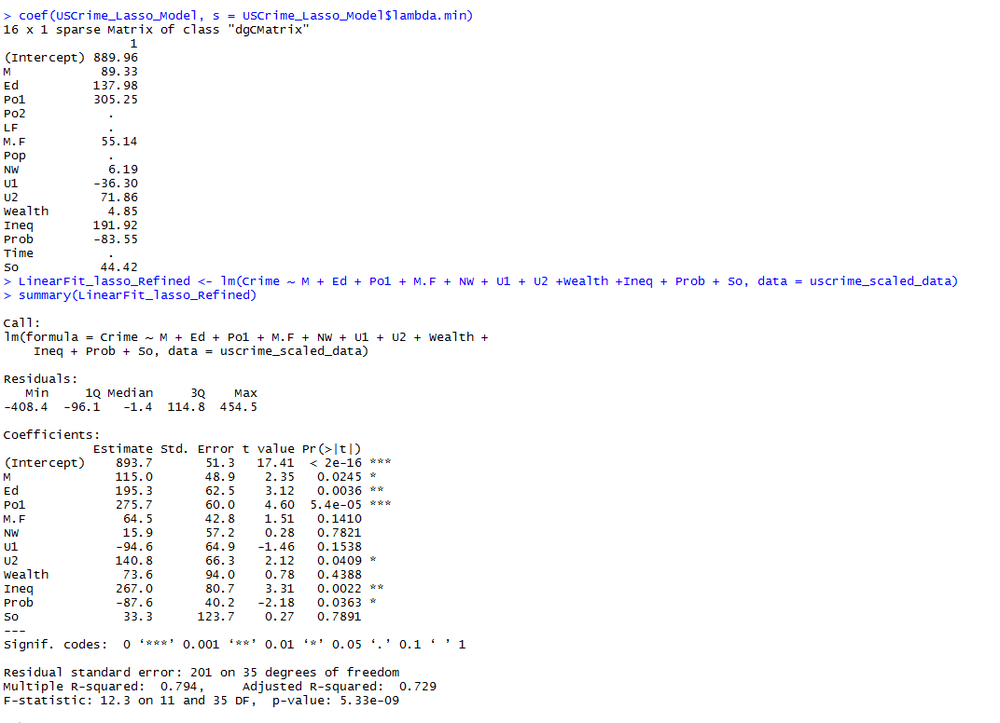 > coef(USCrime_Lasso_Model, s = USCrime_Lasso_Model$lambda.min)
16 x 1 sparse Matrix of class "dgCMatrix"
                 1
(Intercept) 889.96
M            89.33
Ed          137.98
Po1         305.25
Po2           .
LF            .
M.F          55.14
Pop           .
NW            6.19
U1          -36.30
U2           71.86
Wealth        4.85
Ineq        191.92
Prob        -83.55
Time          .
So           44.42
> LinearFit_lasso_Refined <- lm(Crime ~ M + Ed + Po1 + M.F + NW + U1 + U2 +Wealth +Ineq + Prob + So, data = uscrime_scaled_data)
> summary(LinearFit_lasso_Refined)

Call:
lm(formula = Crime ~ M + Ed + Po1 + M.F + NW + U1 + U2 + Wealth +
    Ineq + Prob + So, data = uscrime_scaled_data)

Residuals:
   Min     1Q Median     3Q    Max
-408.4  -96.1   -1.4  114.8  454.5

Coefficients:
            Estimate Std. Error t value Pr(>|t|)
(Intercept)    893.7       51.3   17.41  < 2e-16 ***
M              115.0       48.9    2.35   0.0245 *
Ed             195.3       62.5    3.12   0.0036 **
Po1            275.7       60.0    4.60  5.4e-05 ***
M.F             64.5       42.8    1.51   0.1410
NW              15.9       57.2    0.28   0.7821
U1             -94.6       64.9   -1.46   0.1538
U2             140.8       66.3    2.12   0.0409 *
Wealth          73.6       94.0    0.78   0.4388
Ineq           267.0       80.7    3.31   0.0022 **
Prob           -87.6       40.2   -2.18   0.0363 *
So              33.3      123.7    0.27   0.7891
---
Signif. codes:  0 ‘***’ 0.001 ‘**’ 0.01 ‘*’ 0.05 ‘.’ 0.1 ‘ ’ 1

Residual standard error: 201 on 35 degrees of freedom
Multiple R-squared:  0.794,	Adjusted R-squared:  0.729
F-statistic: 12.3 on 11 and 35 DF,  p-value: 5.33e-09